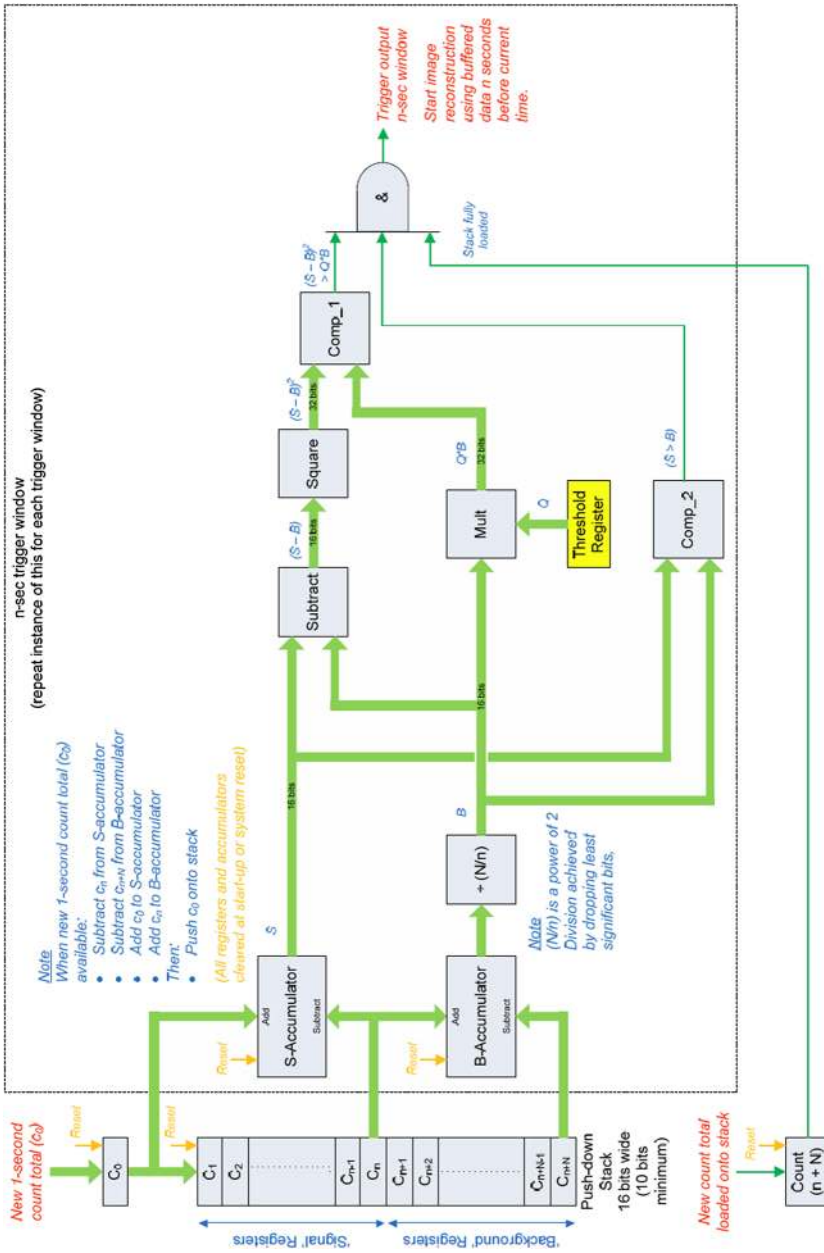 n-sec trigger window
(repeat instance of this for each trigger window)
New 1-second
count total (c0)
Reset
C0
Reset
'Signal' Registers
C1
C2
Cn-1
Cn
'Background' Registers
Cn+1
Cn+2
Cn+N-1
Cn+N
Push-down
Stack
16 bits wide
(10 bits
minimum)
New count total
loaded onto stack
Reset
Count
(n + N)
Note
When new 1-second count total (c0)
available:
• Subtract cn from S-accumulator
• Subtract cn+N from B-accumulator
• Add c0 to S-accumulator
• Add cn to B-accumulator
Then:
• Push c0 onto stack
(All registers and accumulators
cleared at start-up or system reset)
Reset
Add
S-Accumulator
Subtract
S
16 bits
Reset
Add
B-Accumulator
Subtract
÷ (N/n)
B
16 bits
Note
(N/n) is a power of 2
Division achieved
by dropping least
significant bits,
Subtract
(S – B)
16 bits
Square
(S – B)²
32 bits
Comp_1
(S – B)²
> Q*B
Mult
Q*B
32 bits
Q
Threshold
Register
Comp_2
(S > B)
Stack fully
loaded
&
Trigger output
n-sec window
Start image
reconstruction
using buffered
data n seconds
before current
time.